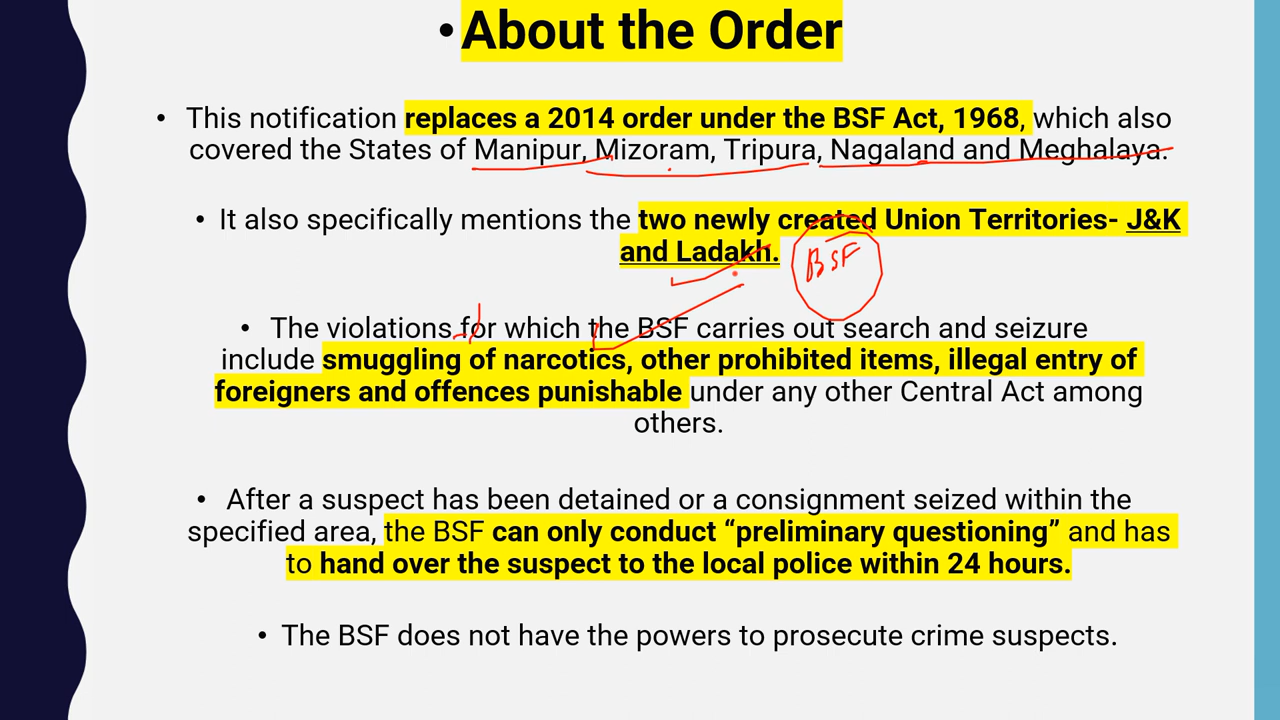 • About the Order
• This notification replaces a 2014 order under the BSF Act, 1968, which also
covered the States of Manipur, Mizoram, Tripura, Nagaland and Meghalaya.
• It also specifically mentions the two newly created Union Territories- J&K
and Ladakh.
BSF
• The violations for which the BSF carries out search and seizure
include smuggling of narcotics, other prohibited items, illegal entry of
foreigners and offences punishable under any other Central Act among
others.
• After a suspect has been detained or a consignment seized within the
specified area, the BSF can only conduct “preliminary questioning” and has
to hand over the suspect to the local police within 24 hours.
• The BSF does not have the powers to prosecute crime suspects.